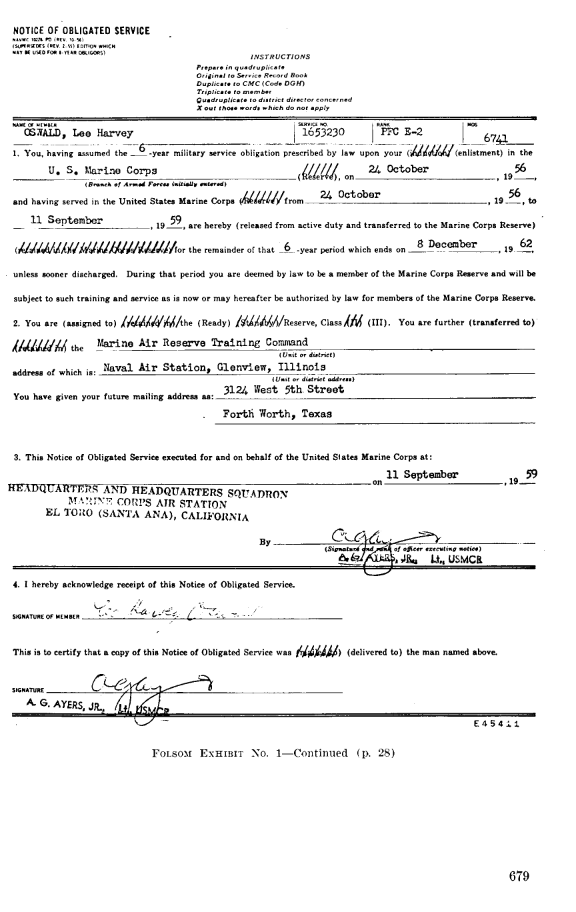 NOTICE OF OBLIGATED SERVICE
NAVMC 10274 PD (REV. 10-56)
(SUPERSEDES (REV. 2-55) EDITION WHICH
MAY BE USED FOR 8-YEAR OBLIGORS)
INSTRUCTIONS
Prepare in quadruplicate
Original to Service Record Book
Duplicate to CMC (Code DGH)
Triplicate to member
Quadruplicate to district director concerned
X out those words which do not apply
NAME OF MEMBER SERVICE NO. RANK MOS
OSWALD, Lee Harvey 1653230 PFC E-2 6741
1. You, having assumed the 6 -year military service obligation prescribed by law upon your (enlistment) in the
U. S. Marine Corps (Reserve), on 24 October , 19 56
(Branch of Armed Forces initially entered)
and having served in the United States Marine Corps (Reserve) from 24 October , 19 56 , to
11 September , 19 59 , are hereby (released from active duty and transferred to the Marine Corps Reserve)
(retained in the Marine Corps Reserve) for the remainder of that 6 -year period which ends on 8 December , 19 62
unless sooner discharged. During that period you are deemed by law to be a member of the Marine Corps Reserve and will be
subject to such training and service as is now or may hereafter be authorized by law for members of the Marine Corps Reserve.
2. You are (assigned to) (retained in) the (Ready) (Standby) Reserve, Class (III). You are further (transferred to)
(retained in) the Marine Air Reserve Training Command
(Unit or district)
address of which is: Naval Air Station, Glenview, Illinois
(Unit or district address)
You have given your future mailing address as: 3124 West 5th Street
Forth Worth, Texas
3. This Notice of Obligated Service executed for and on behalf of the United States Marine Corps at:
on 11 September , 19 59
HEADQUARTERS AND HEADQUARTERS SQUADRON
MARINE CORPS AIR STATION
EL TORO (SANTA ANA), CALIFORNIA
By
(Signature and rank of officer executing notice)
A. G. AYERS, JR., Lt., USMCR
4. I hereby acknowledge receipt of this Notice of Obligated Service.
SIGNATURE OF MEMBER Lee Harvey Oswald
This is to certify that a copy of this Notice of Obligated Service was (delivered to) the man named above.
SIGNATURE
A. G. AYERS, JR., Lt., USMCR
E45411
FOLSOM EXHIBIT No. 1—Continued (p. 28)
679